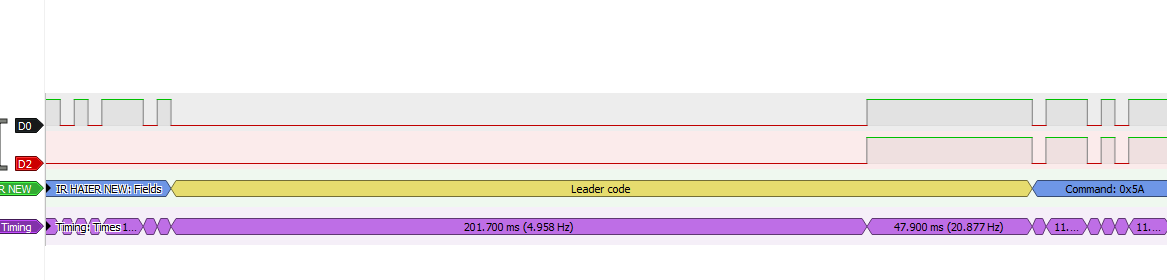 D0
D2
R NEW
IR HAIER NEW: Fields
Leader code
Command: 0x5A
Timing
Timing: Times
1...
201.700 ms (4.958 Hz)
47.900 ms (20.877 Hz)
11....
11....